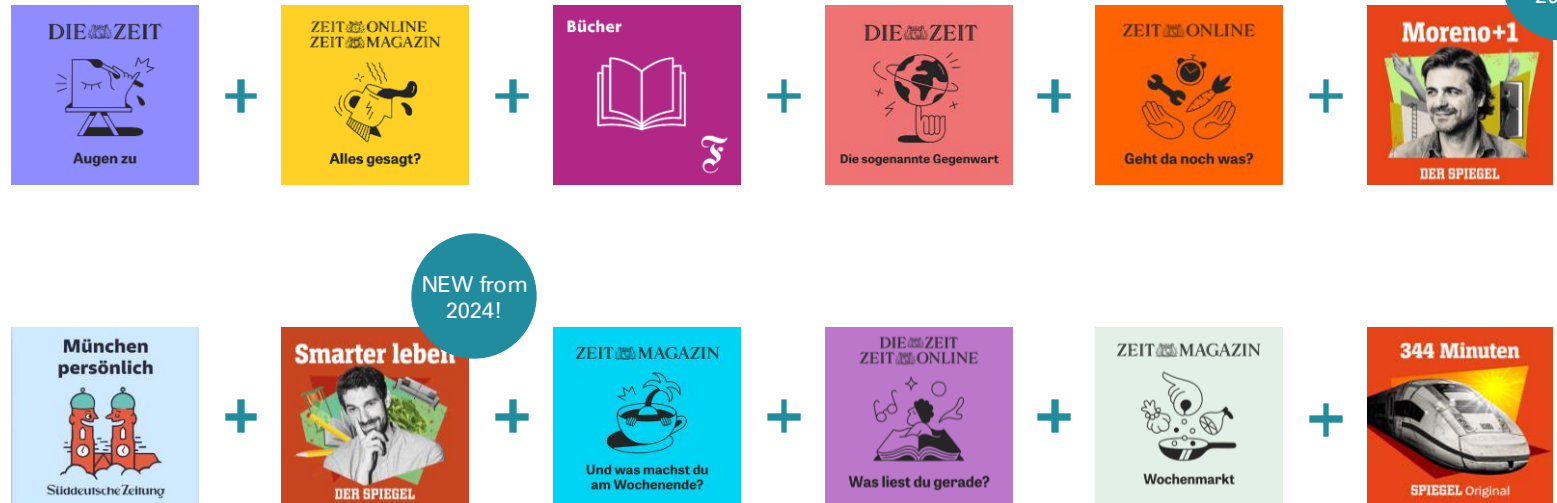 DIE ZEIT
Augen zu
+
ZEIT ONLINE
ZEIT MAGAZIN
Alles gesagt?
+
Bücher
F
+
DIE ZEIT
Die sogenannte Gegenwart
+
ZEIT ONLINE
Geht da noch was?
+
Moreno+1
DER SPIEGEL
München
persönlich
Süddeutsche Zeitung
+
NEW from
2024!
Smarter leben
DER SPIEGEL
+
ZEIT MAGAZIN
Und was machst du
am Wochenende?
+
DIE ZEIT
ZEIT ONLINE
Was liest du gerade?
+
ZEIT MAGAZIN
Wochenmarkt
+
344 Minuten
SPIEGEL Original